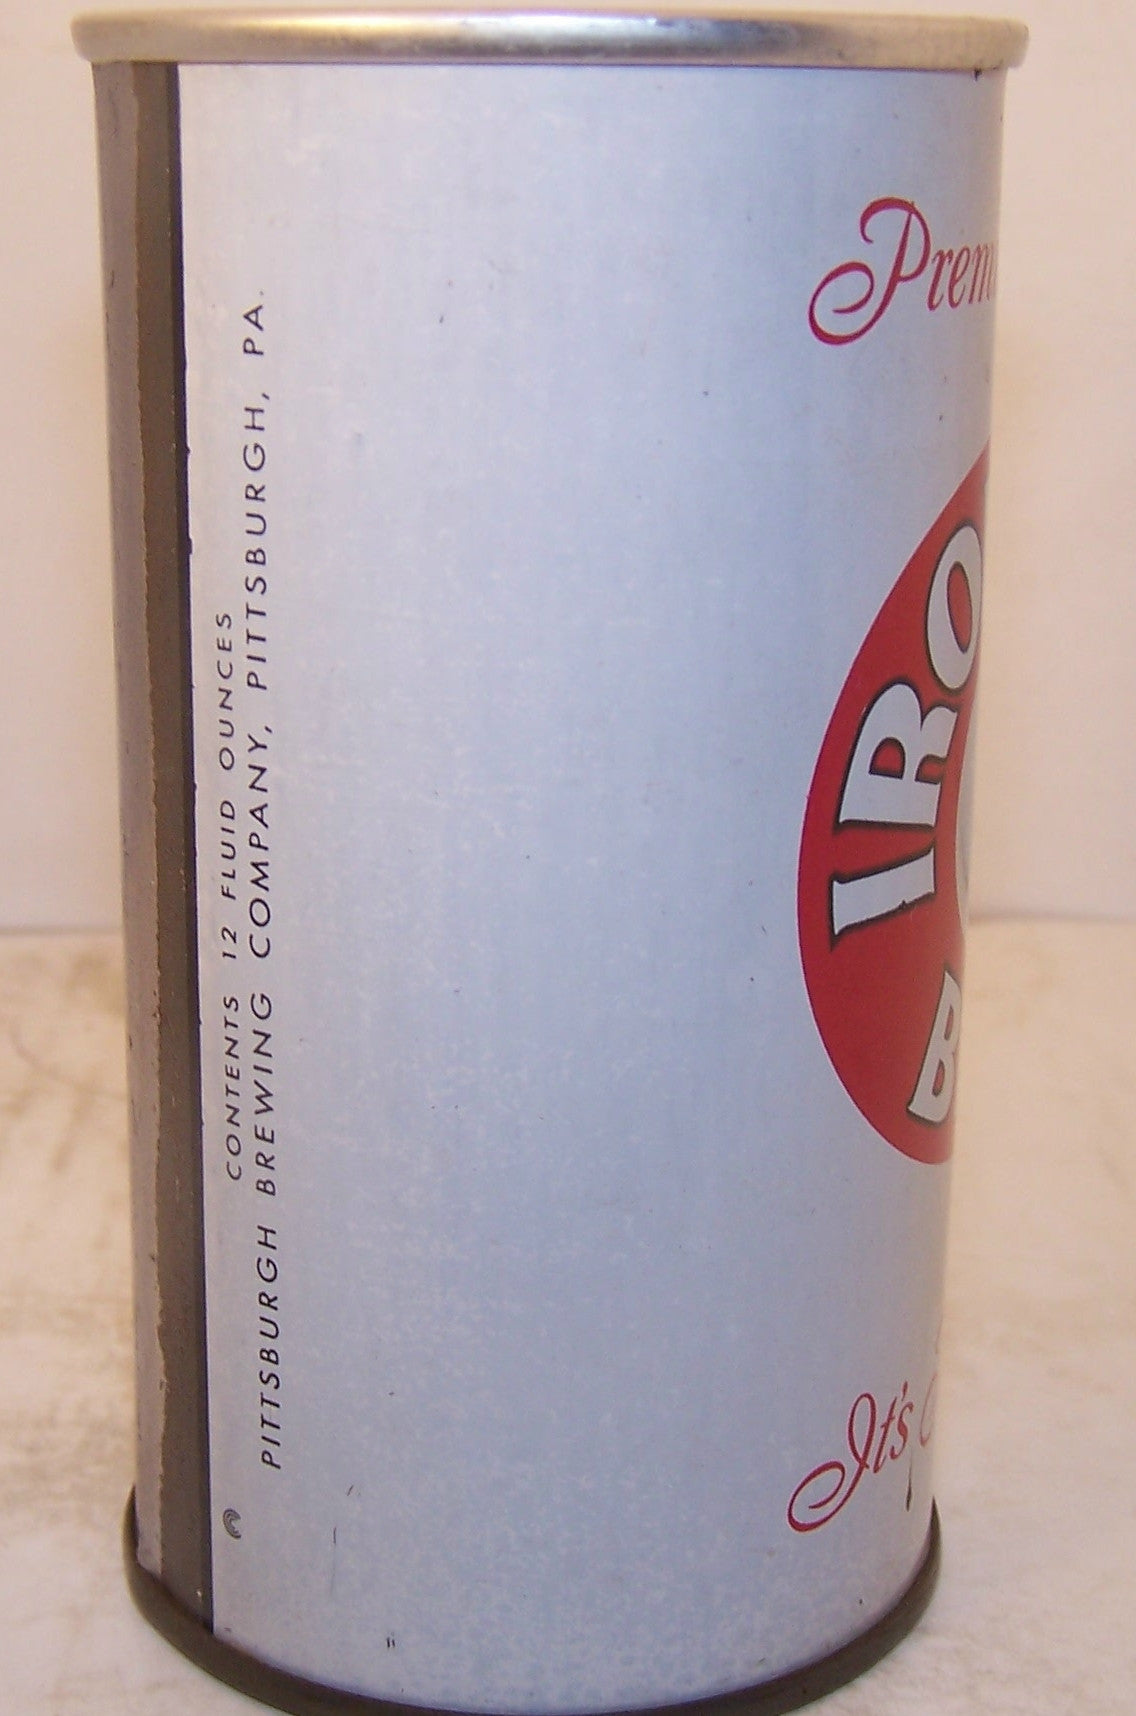 CONTENTS 12 FLUID OUNCES
PITTSBURGH BREWING COMPANY, PITTSBURGH, PA.
Prem
IRO
B
It's